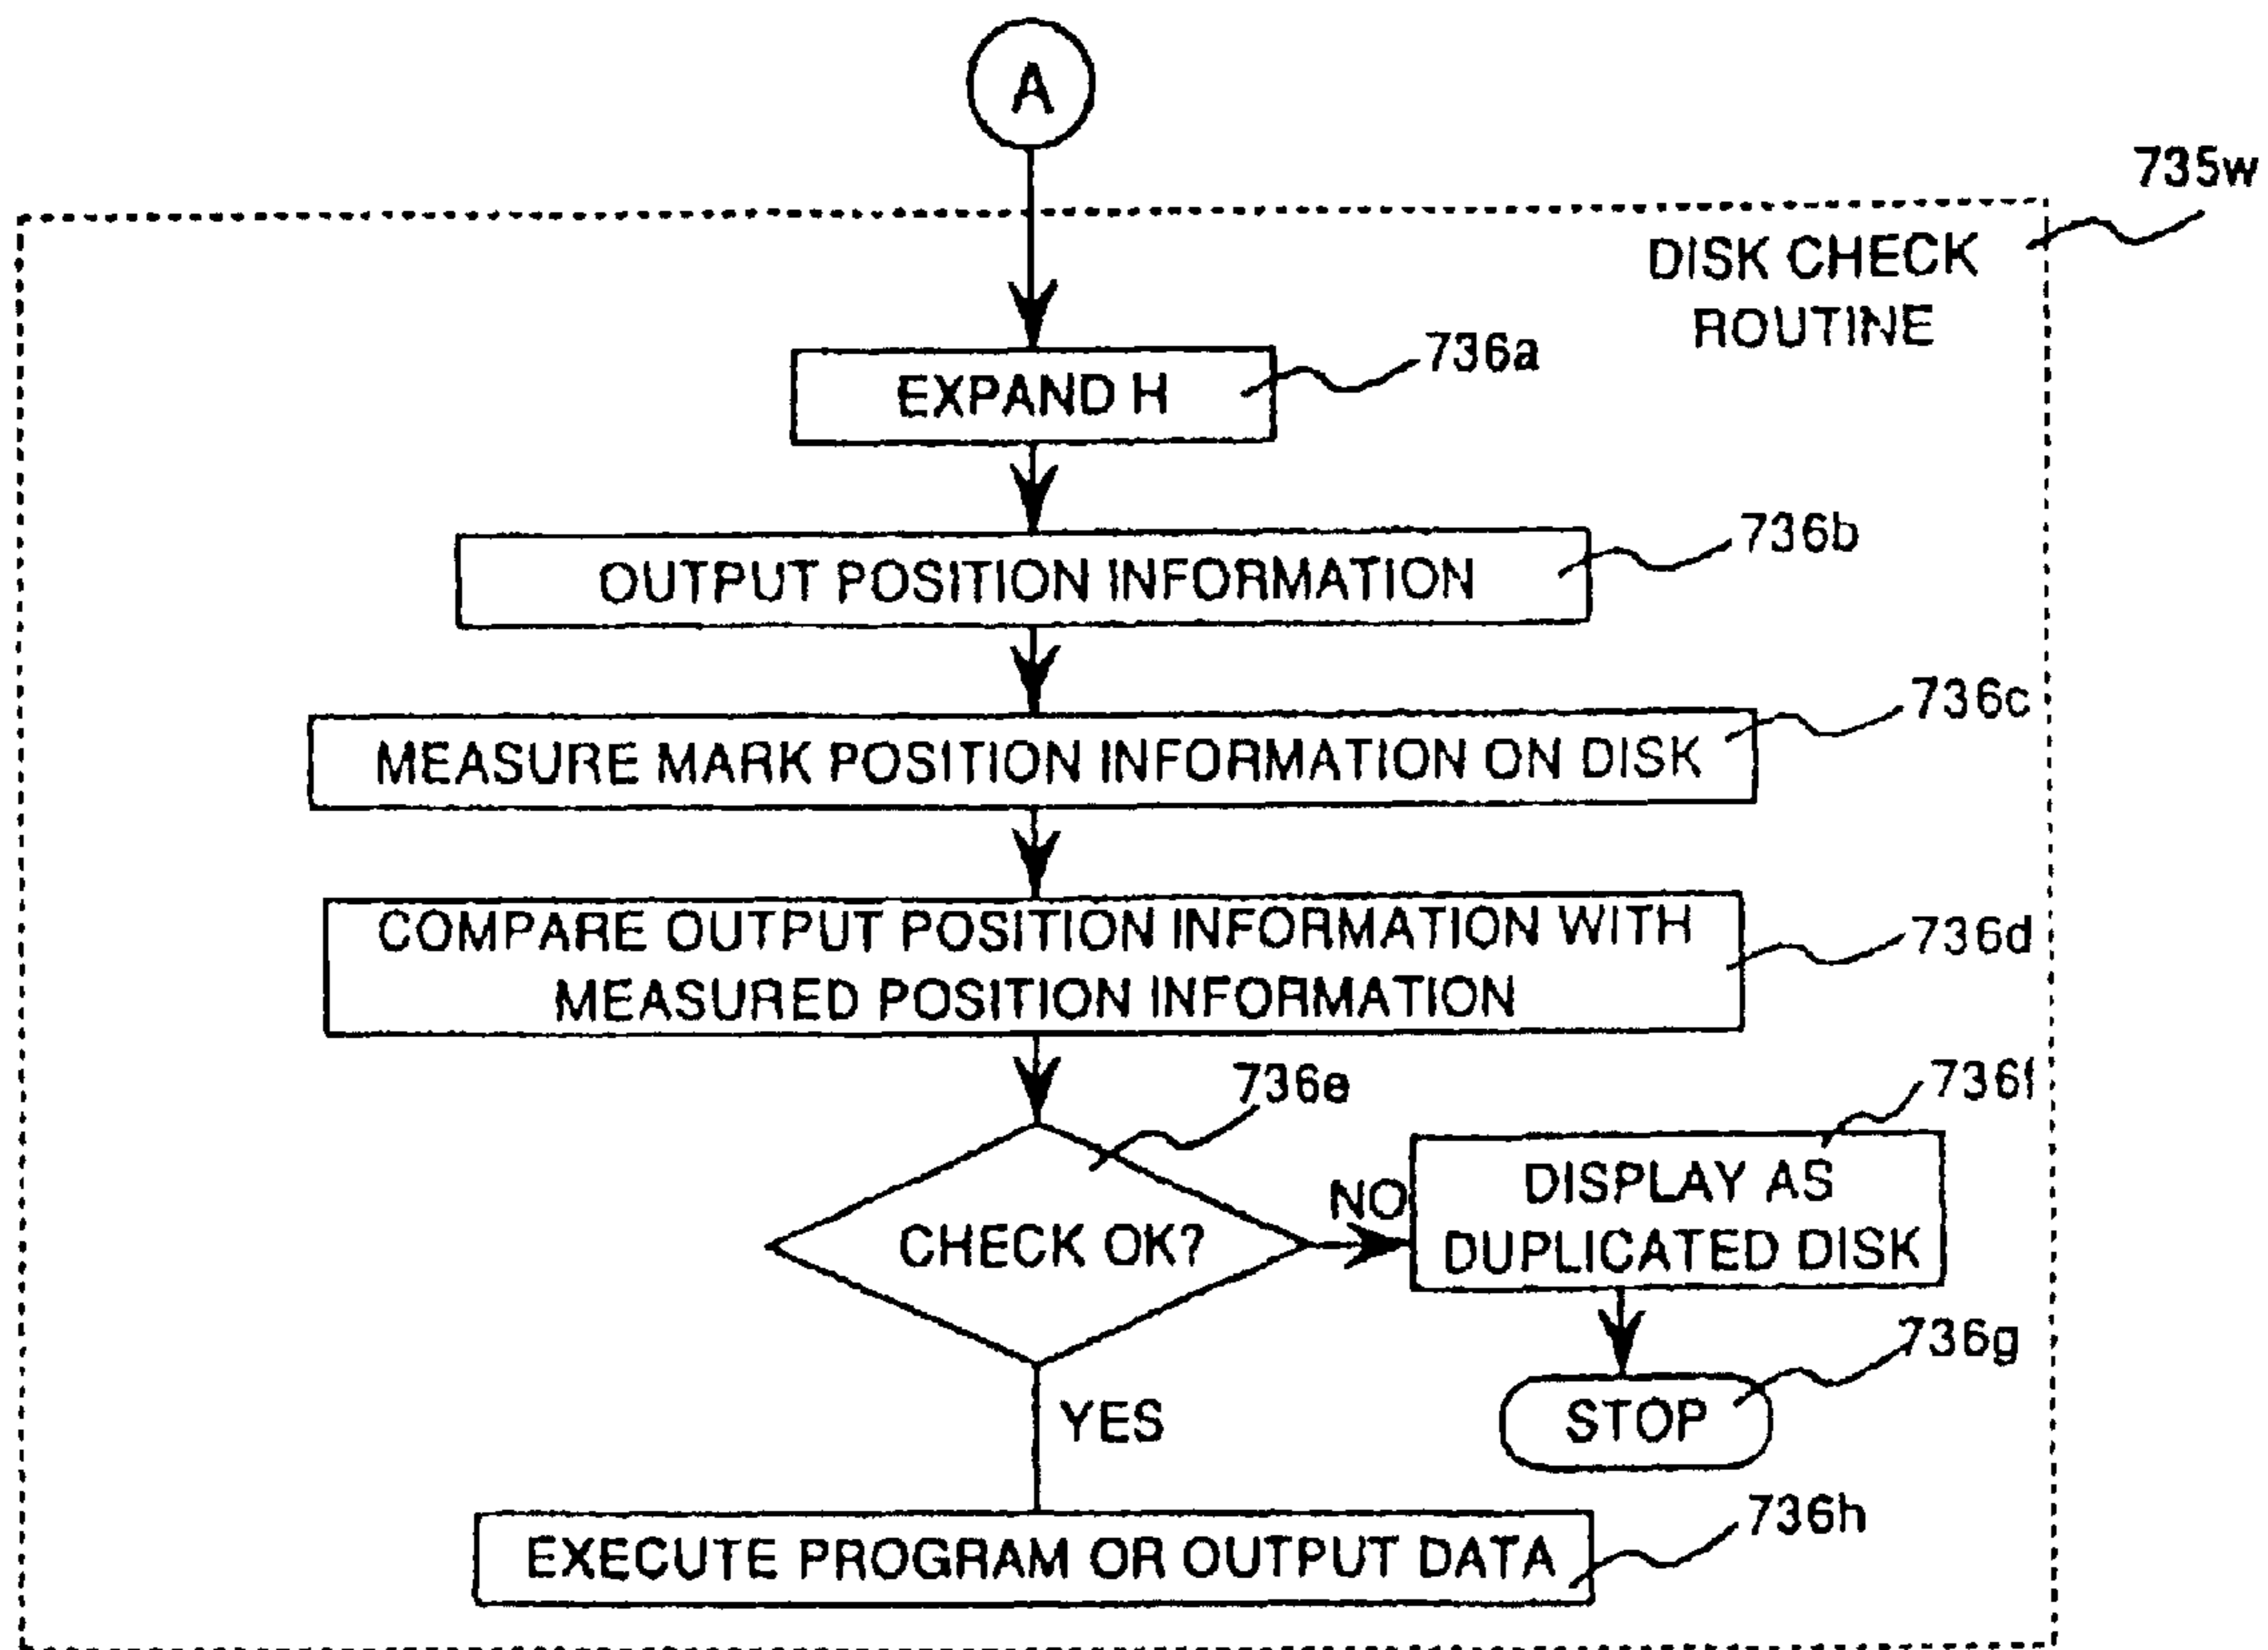 A
735w
DISK CHECK
ROUTINE
EXPAND H
736a
OUTPUT POSITION INFORMATION
736b
MEASURE MARK POSITION INFORMATION ON DISK
736c
COMPARE OUTPUT POSITION INFORMATION WITH
MEASURED POSITION INFORMATION
736d
736e
CHECK OK?
NO
736f
DISPLAY AS
DUPLICATED DISK
736g
STOP
YES
736h
EXECUTE PROGRAM OR OUTPUT DATA